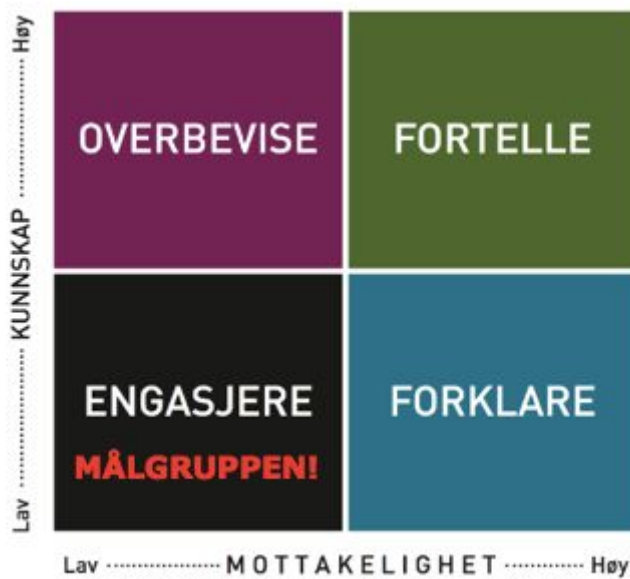 Høy
KUNNSKAP
Lav
OVERBEVISE
FORTELLE
ENGASJERE
MÅLGRUPPEN!
FORKLARE
Lav MOTTAKELIGHET Høy